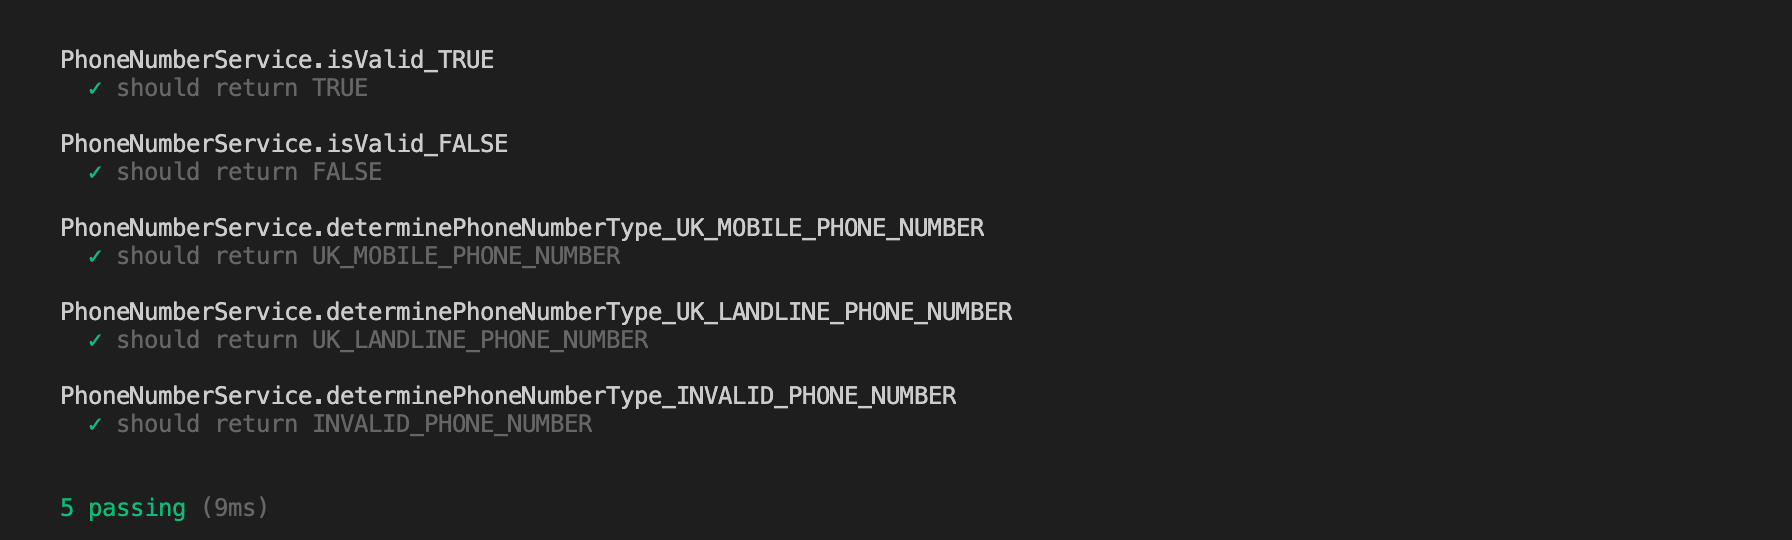 PhoneNumberService.isValid_TRUE
✓ should return TRUE
PhoneNumberService.isValid_FALSE
✓ should return FALSE
PhoneNumberService.determinePhoneNumberType_UK_MOBILE_PHONE_NUMBER
✓ should return UK_MOBILE_PHONE_NUMBER
PhoneNumberService.determinePhoneNumberType_UK_LANDLINE_PHONE_NUMBER
✓ should return UK_LANDLINE_PHONE_NUMBER
PhoneNumberService.determinePhoneNumberType_INVALID_PHONE_NUMBER
✓ should return INVALID_PHONE_NUMBER
5 passing (9ms)